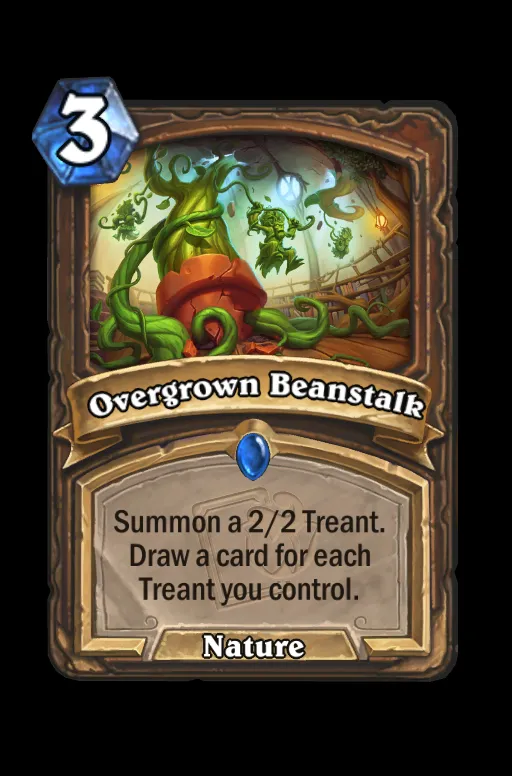 3
Overgrown Beanstalk
Summon a 2/2 Treant.
Draw a card for each
Treant you control.
Nature